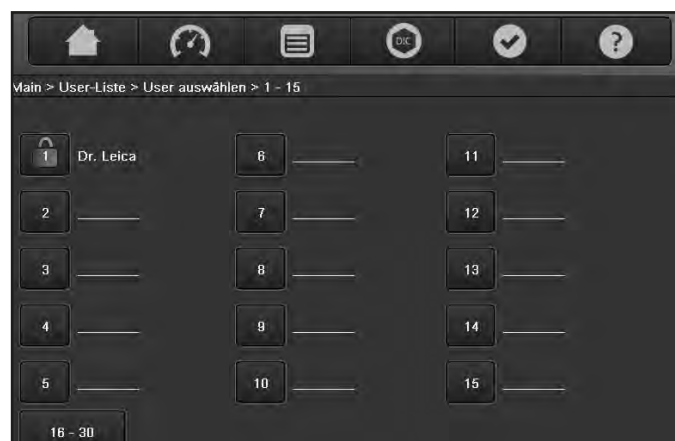 DIC ?
Main > User-Liste > User auswählen > 1 - 15
1 Dr. Leica 6 11
2 7 12
3 8 13
4 9 14
5 10 15
16 - 30